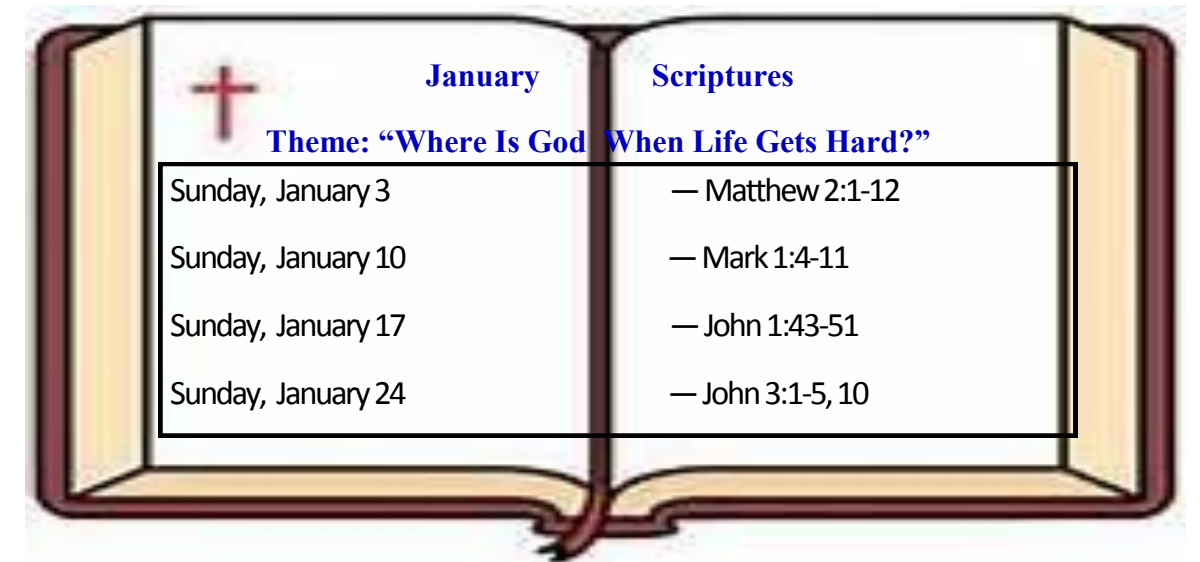 January Scriptures
Theme: “Where Is God When Life Gets Hard?”
Sunday, January 3 — Matthew 2:1-12
Sunday, January 10 — Mark 1:4-11
Sunday, January 17 — John 1:43-51
Sunday, January 24 — John 3:1-5, 10